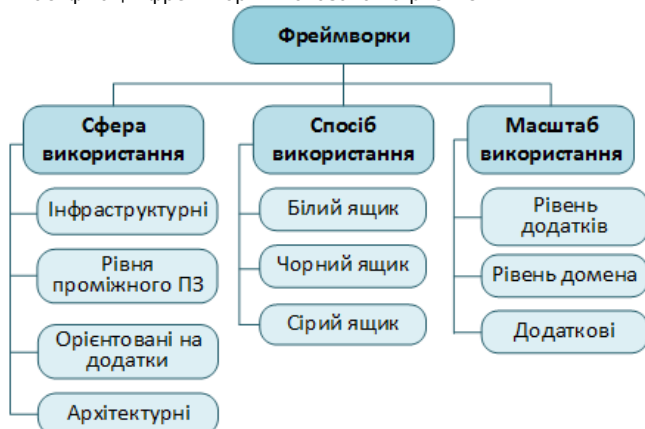 Фреймворки
Сфера
використання
Інфраструктурні
Рівня
проміжного ПЗ
Орієнтовані на
додатки
Архітектурні
Спосіб
використання
Білий ящик
Чорний ящик
Сірий ящик
Масштаб
використання
Рівень
додатків
Рівень домена
Додаткові